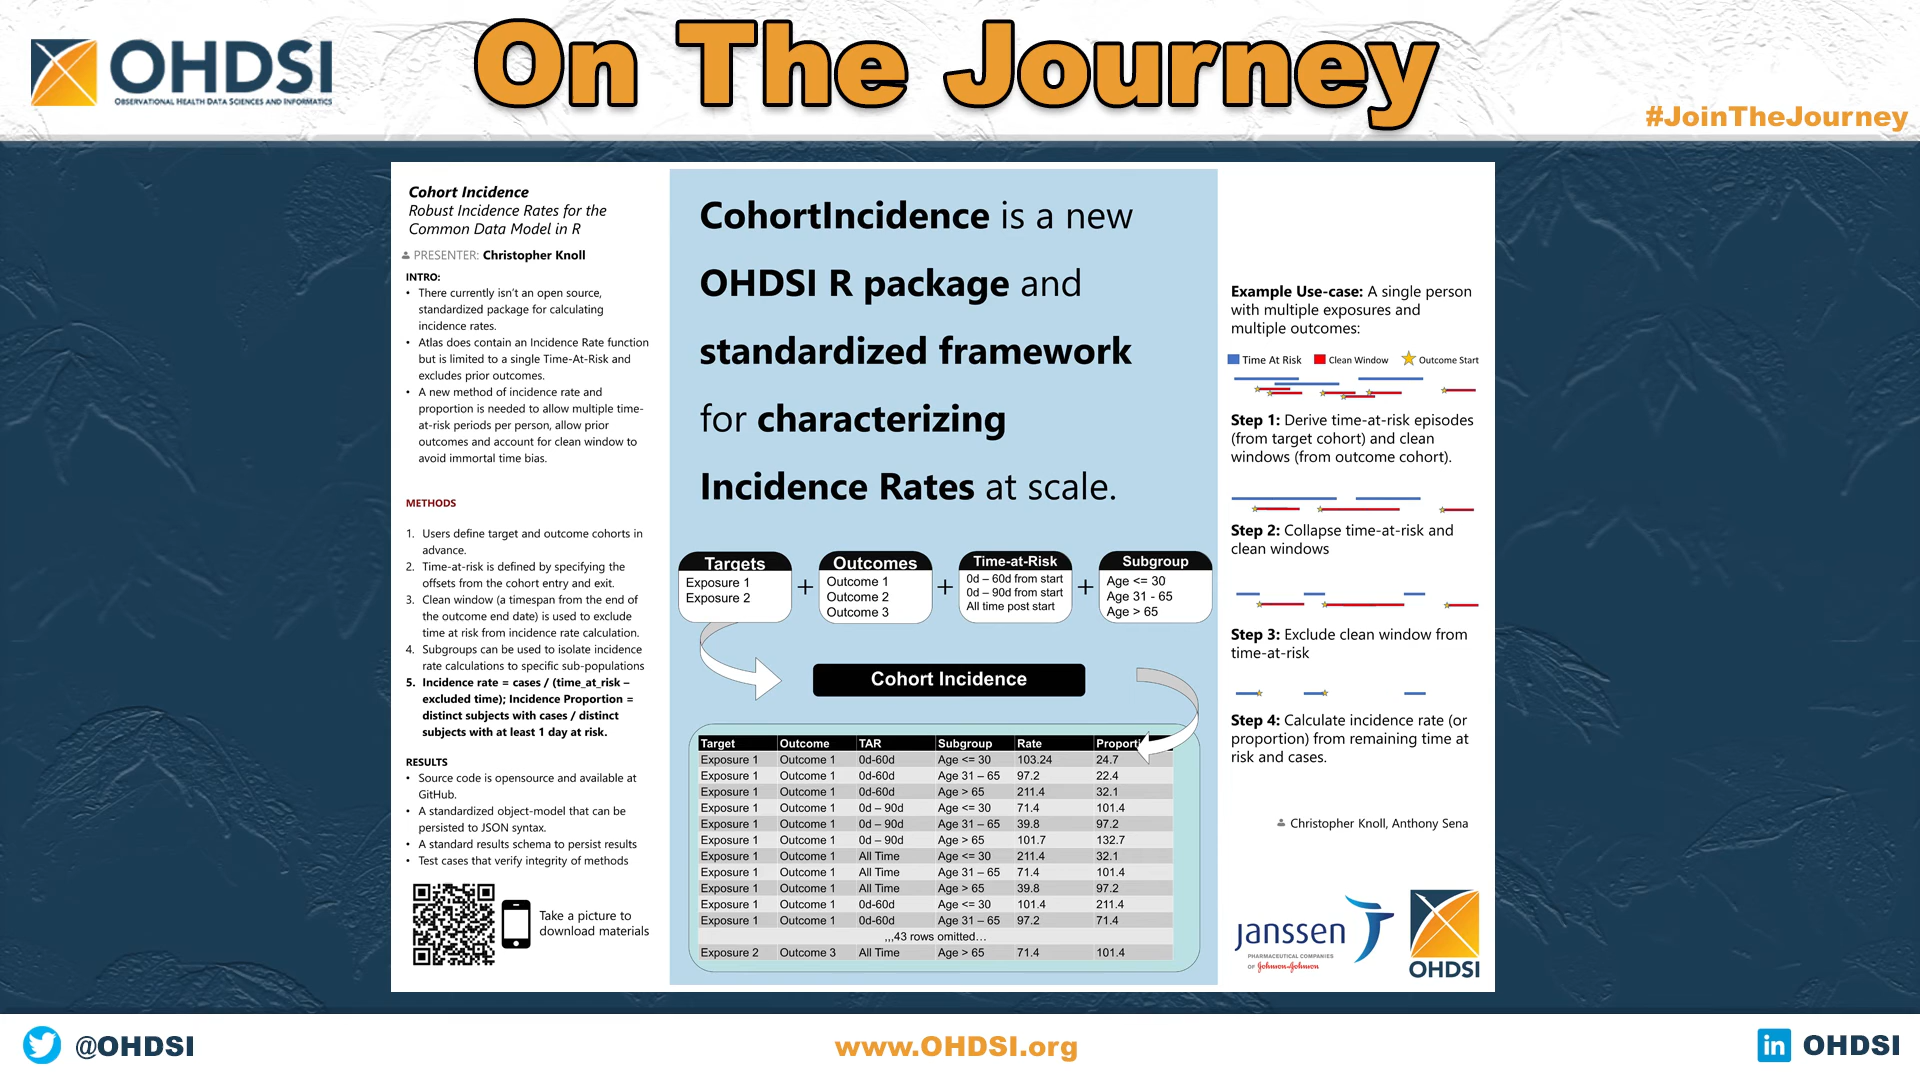 OHDSI
OBSERVATIONAL HEALTH DATA SCIENCES AND INFORMATICS
On The Journey
#JoinTheJourney
Cohort Incidence
Robust Incidence Rates for the
Common Data Model in R
PRESENTER: Christopher Knoll
INTRO:
• There currently isn't an open source,
standardized package for calculating
incidence rates.
• Atlas does contain an Incidence Rate function
but is limited to a single Time-At-Risk and
excludes prior outcomes.
• A new method of incidence rate and
proportion is needed to allow multiple time-
at-risk periods per person, allow prior
outcomes and account for clean window to
avoid immortal time bias.
METHODS
1. Users define target and outcome cohorts in
advance.
2. Time-at-risk is defined by specifying the
offsets from the cohort entry and exit.
3. Clean window (a timespan from the end of
the outcome end date) is used to exclude
time at risk from incidence rate calculation.
4. Subgroups can be used to isolate incidence
rate calculations to specific sub-populations
5. Incidence rate = cases / (time_at_risk –
excluded time); Incidence Proportion =
distinct subjects with cases / distinct
subjects with at least 1 day at risk.
RESULTS
• Source code is opensource and available at
GitHub.
• A standardized object-model that can be
persisted to JSON syntax.
• A standard results schema to persist results
• Test cases that verify integrity of methods
Take a picture to
download materials
CohortIncidence is a new
OHDSI R package and
standardized framework
for characterizing
Incidence Rates at scale.
Targets
Exposure 1
Exposure 2
+
Outcomes
Outcome 1
Outcome 2
Outcome 3
+
Time-at-Risk
0d – 60d from start
0d – 90d from start
All time post start
+
Subgroup
Age <= 30
Age 31 - 65
Age > 65
Cohort Incidence
Target Outcome TAR Subgroup Rate
Exposure 1 Outcome 1 0d-60d Age <= 30 103.24 24.7
Exposure 1 Outcome 1 0d-60d Age 31 – 65 97.2 22.4
Exposure 1 Outcome 1 0d-60d Age > 65 211.4 32.1
Exposure 1 Outcome 1 0d – 90d Age <= 30 71.4 101.4
Exposure 1 Outcome 1 0d – 90d Age 31 – 65 39.8 97.2
Exposure 1 Outcome 1 0d – 90d Age > 65 101.7 132.7
Exposure 1 Outcome 1 All Time Age <= 30 211.4 32.1
Exposure 1 Outcome 1 All Time Age 31 – 65 71.4 101.4
Exposure 1 Outcome 1 All Time Age > 65 39.8 97.2
Exposure 1 Outcome 1 0d-60d Age <= 30 101.4 211.4
Exposure 1 Outcome 1 0d-60d Age 31 – 65 97.2 71.4
,,,43 rows omitted…
Exposure 2 Outcome 3 All Time Age > 65 71.4 101.4
Example Use-case: A single person
with multiple exposures and
multiple outcomes:
Time At Risk Clean Window Outcome Start
Step 1: Derive time-at-risk episodes
(from target cohort) and clean
windows (from outcome cohort).
Step 2: Collapse time-at-risk and
clean windows
Step 3: Exclude clean window from
time-at-risk
Step 4: Calculate incidence rate (or
proportion) from remaining time at
risk and cases.
Christopher Knoll, Anthony Sena
janssen
PHARMACEUTICAL COMPANIES
OF Johnson & Johnson
OHDSI
@OHDSI
www.OHDSI.org
in OHDSI